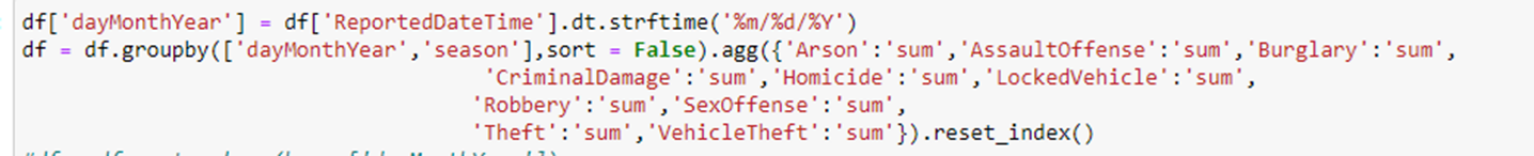 df['dayMonthYear'] = df['ReportedDateTime'].dt.strftime('%m/%d/%Y')
df = df.groupby(['dayMonthYear','season'],sort = False).agg({'Arson':'sum','AssaultOffense':'sum','Burglary':'sum',
'CriminalDamage':'sum','Homicide':'sum','LockedVehicle':'sum',
'Robbery':'sum','SexOffense':'sum',
'Theft':'sum','VehicleTheft':'sum'}).reset_index()